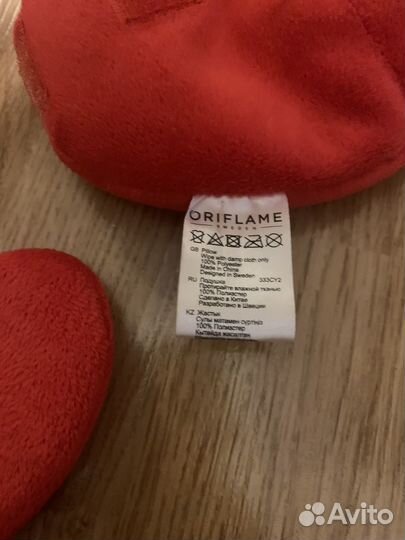 ORIFLAME
SWEDEN
GB Pillow
Wipe with damp cloth only
100% Polyester
Made in China
Designed in Sweden
RU Подушка 333CY2
Протирайте влажной тканью
100% Полиэстер
Сделано в Китае
Разработано в Швеции
KZ Жастық
Сулы матамен сүртіңіз
100% Полиэстер
Қытайда жасалған
Avito